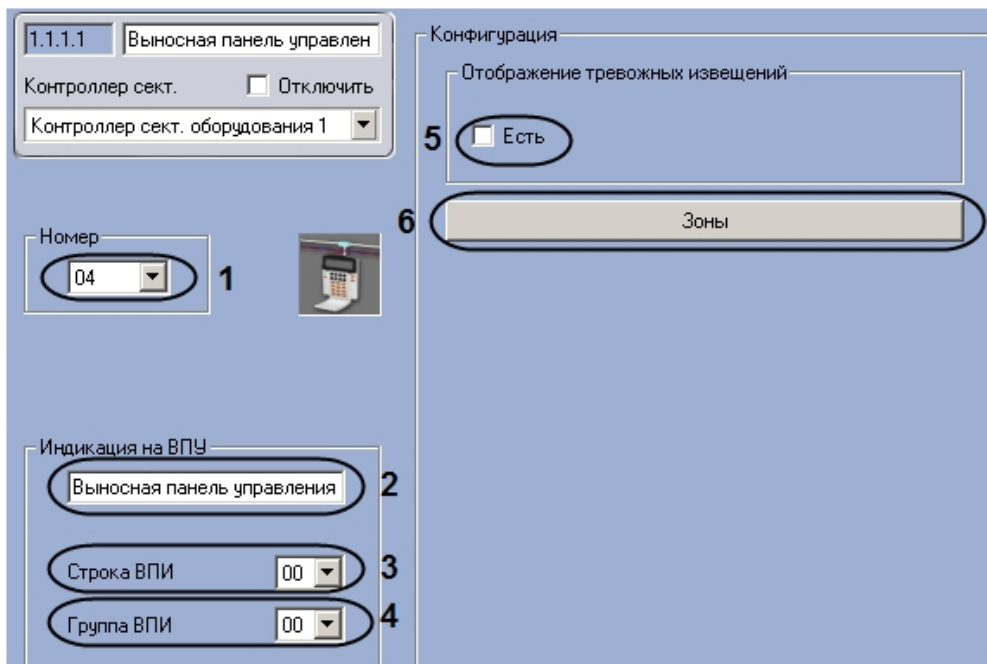 1.1.1.1 Выносная панель управлен
Контроллер сект. Отключить
Контроллер сект. оборудования 1
Номер
04 1
Индикация на ВПУ
Выносная панель управления 2
Строка ВПИ 00 3
Группа ВПИ 00 4
Конфигурация
Отображение тревожных извещений
5 Есть
6 Зоны